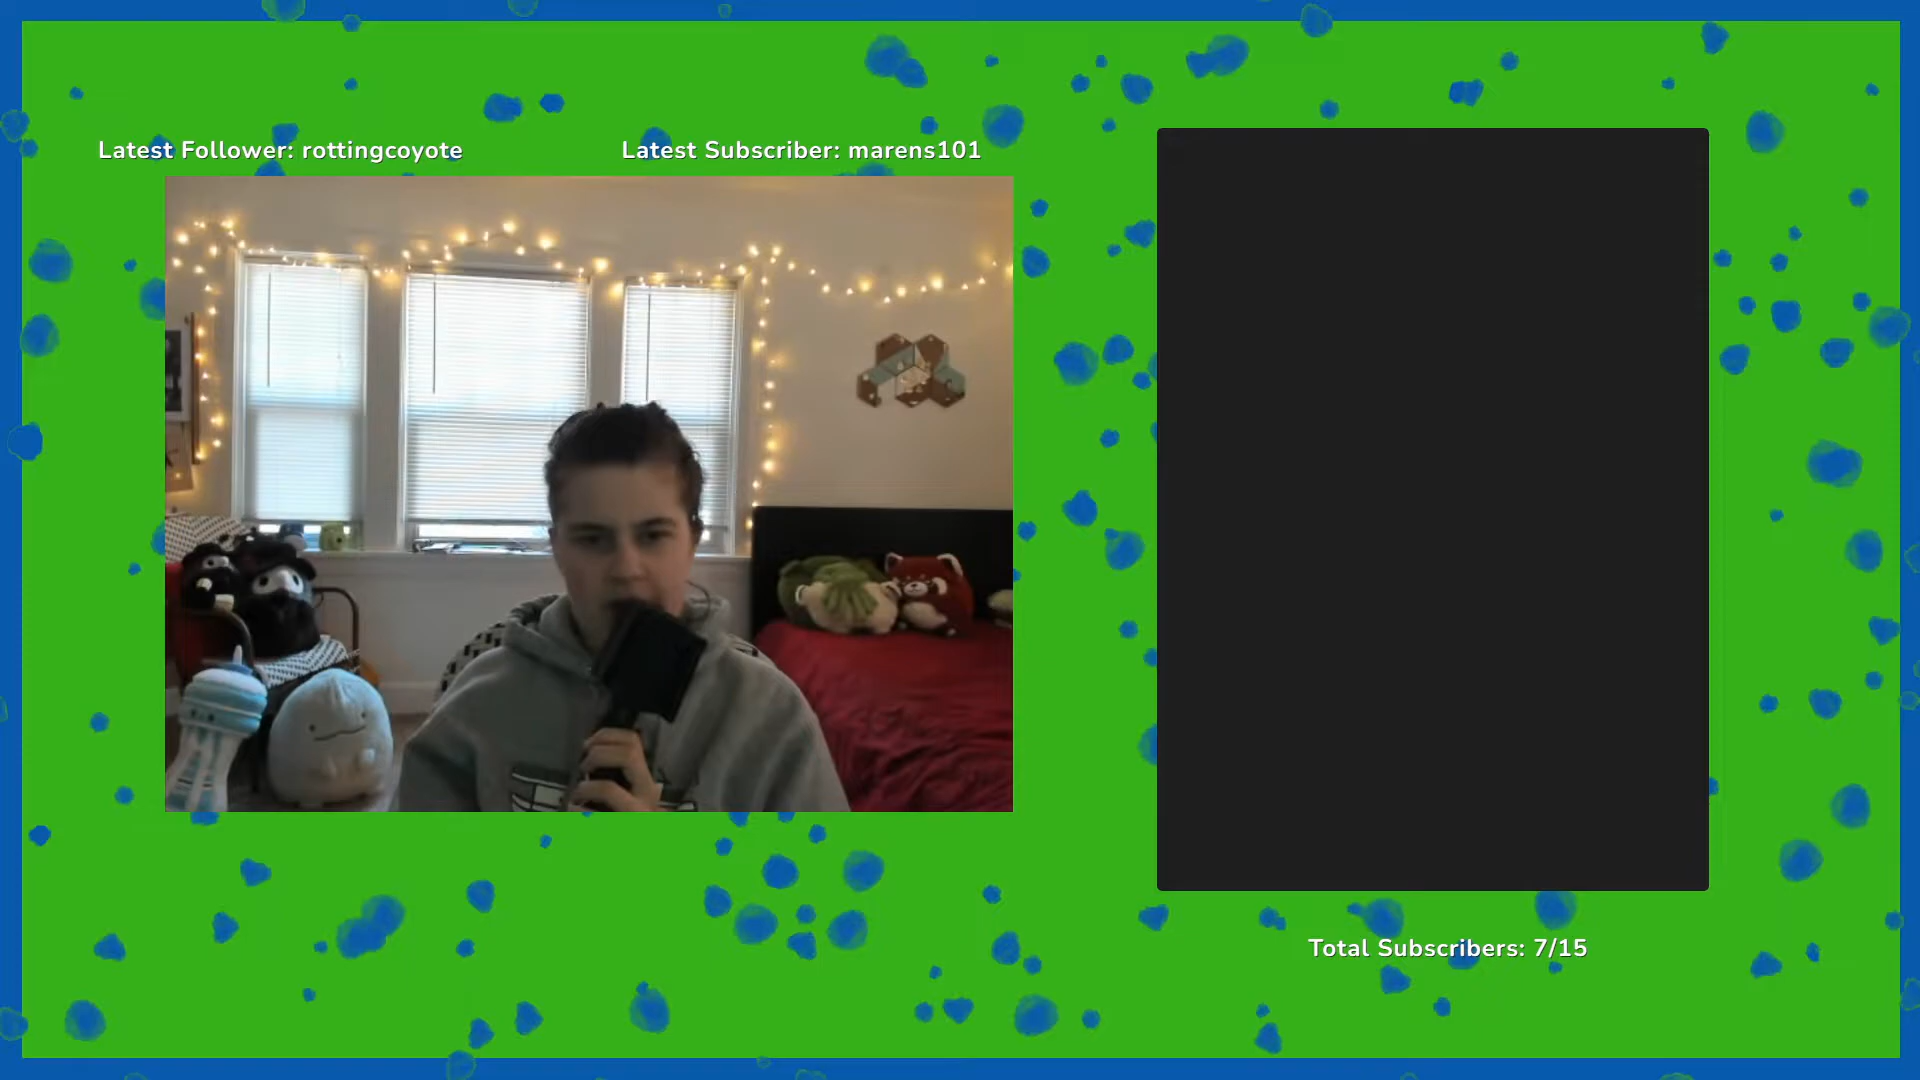 Latest Follower: rottingcoyote
Latest Subscriber: marens101
Total Subscribers: 7/15